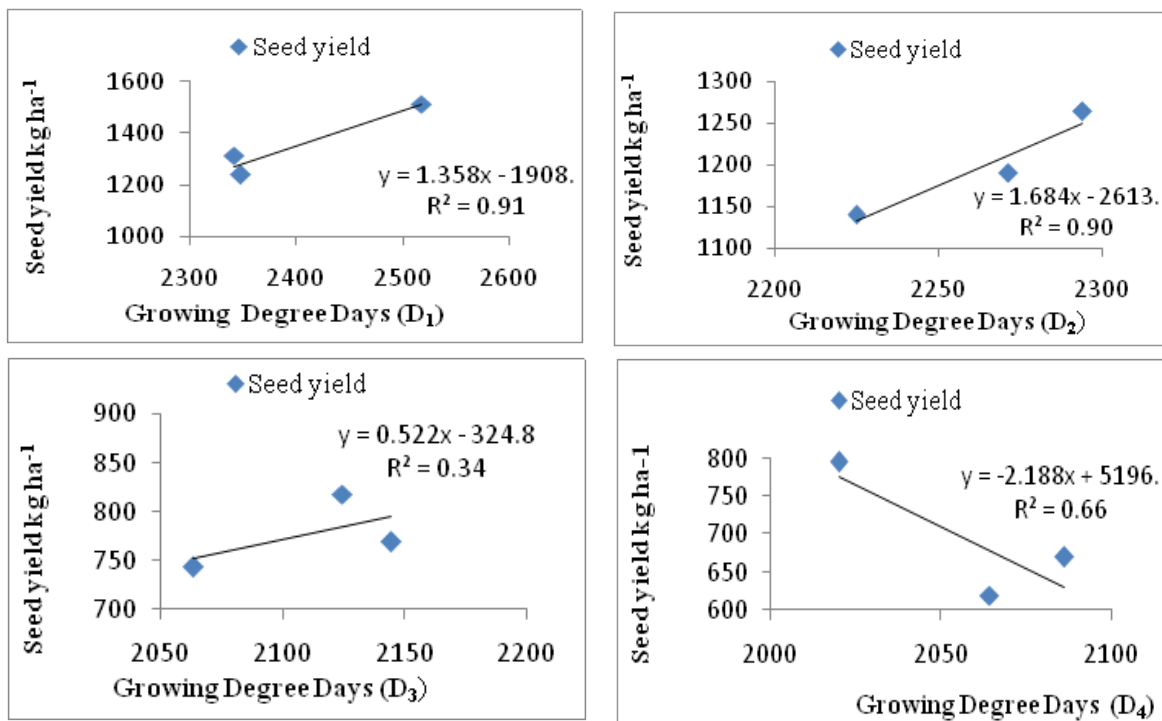 Seed yield
Seed yield kg ha-1
1600
1400
1200
1000
y = 1.358x - 1908.
R² = 0.91
2300 2400 2500 2600
Growing Degree Days (D₁)
Seed yield
Seed yield kg ha-1
1300
1250
1200
1150
1100
y = 1.684x - 2613.
R² = 0.90
2200 2250 2300
Growing Degree Days (D₂)
Seed yield
Seed yield kg ha-1
900
850
800
750
700
y = 0.522x - 324.8
R² = 0.34
2050 2100 2150 2200
Growing Degree Days (D₃)
Seed yield
Seed yield kg ha-1
800
750
700
650
600
y = -2.188x + 5196.
R² = 0.66
2000 2050 2100
Growing Degree Days (D₄)